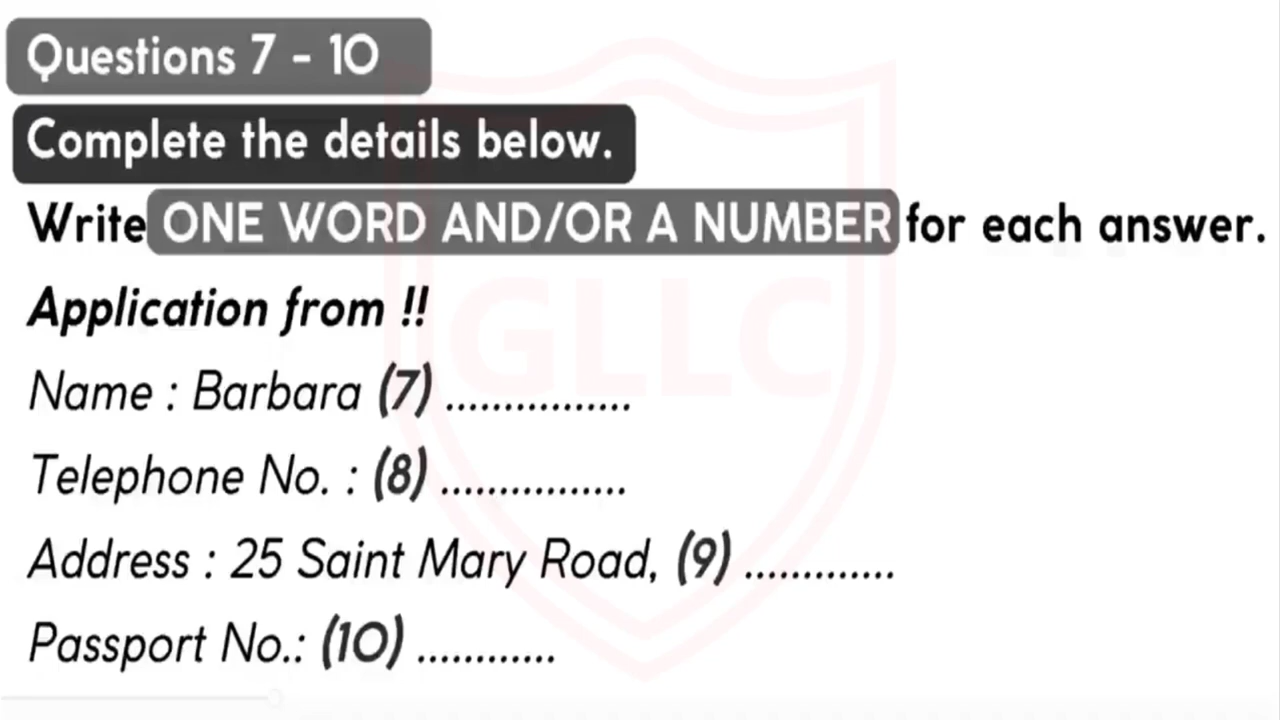 Questions 7 - 10
Complete the details below.
Write ONE WORD AND/OR A NUMBER for each answer.
Application from !!
Name : Barbara (7) ................
Telephone No. : (8) ................
Address : 25 Saint Mary Road, (9) .............
Passport No.: (10) ............
GLLC